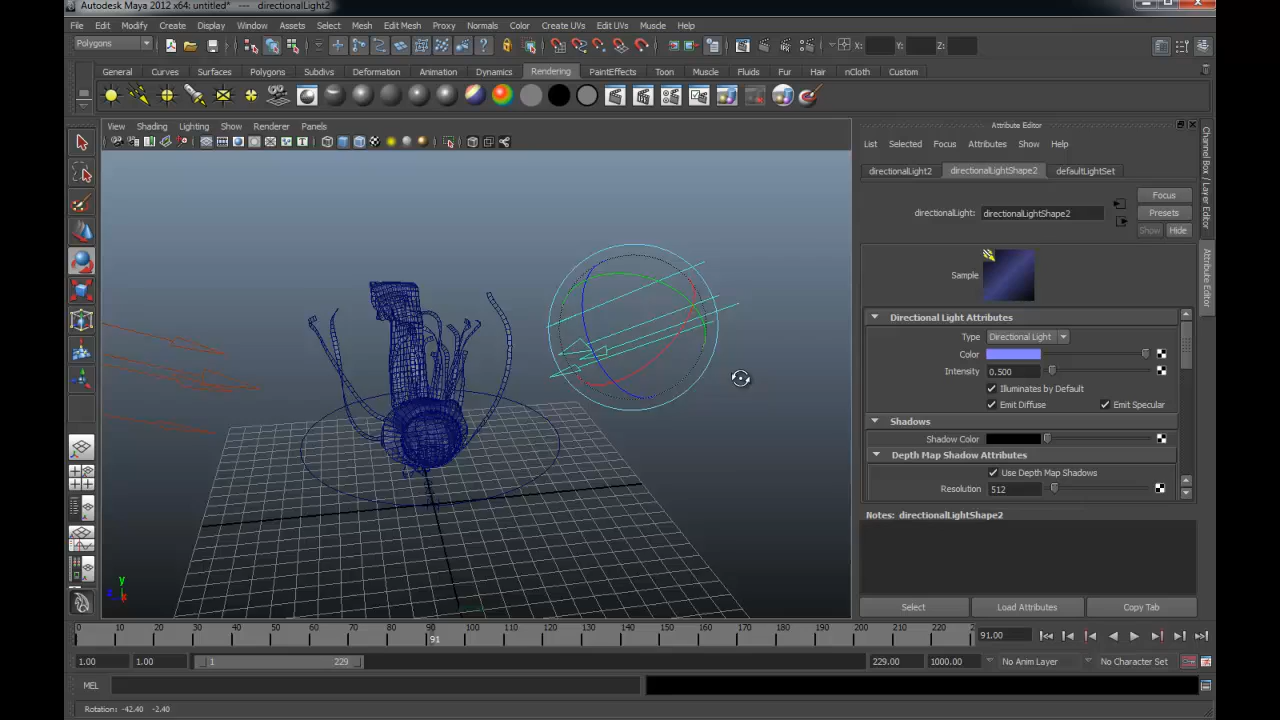 Autodesk Maya 2012 x64: untitled* --- directionalLight2
File Edit Modify Create Display Window Assets Select Mesh Edit Mesh Proxy Normals Color Create UVs Edit UVs Muscle Help
Polygons X: Y: Z:
General Curves Surfaces Polygons Subdivs Deformation Animation Dynamics Rendering PaintEffects Toon Muscle Fluids Fur Hair nCloth Custom
View Shading Lighting Show Renderer Panels
Attribute Editor
List Selected Focus Attributes Show Help
directionalLight2 directionalLightShape2 defaultLightSet
directionalLight: directionalLightShape2
Focus
Presets
Show Hide
Sample
Directional Light Attributes
Type Directional Light
Color
Intensity 0.500
Illuminates by Default
Emit Diffuse Emit Specular
Shadows
Shadow Color
Depth Map Shadow Attributes
Use Depth Map Shadows
Resolution 512
Notes: directionalLightShape2
Select Load Attributes Copy Tab
Channel Box / Layer Editor
Attribute Editor
y
z x
0 10 20 30 40 50 60 70 80 90 100 110 120 130 140 150 160 170 180 190 200 210 220
91
91.00
1.00 1.00 1 229 229.00 1000.00 No Anim Layer No Character Set
MEL
Rotation: -42.40 -2.40